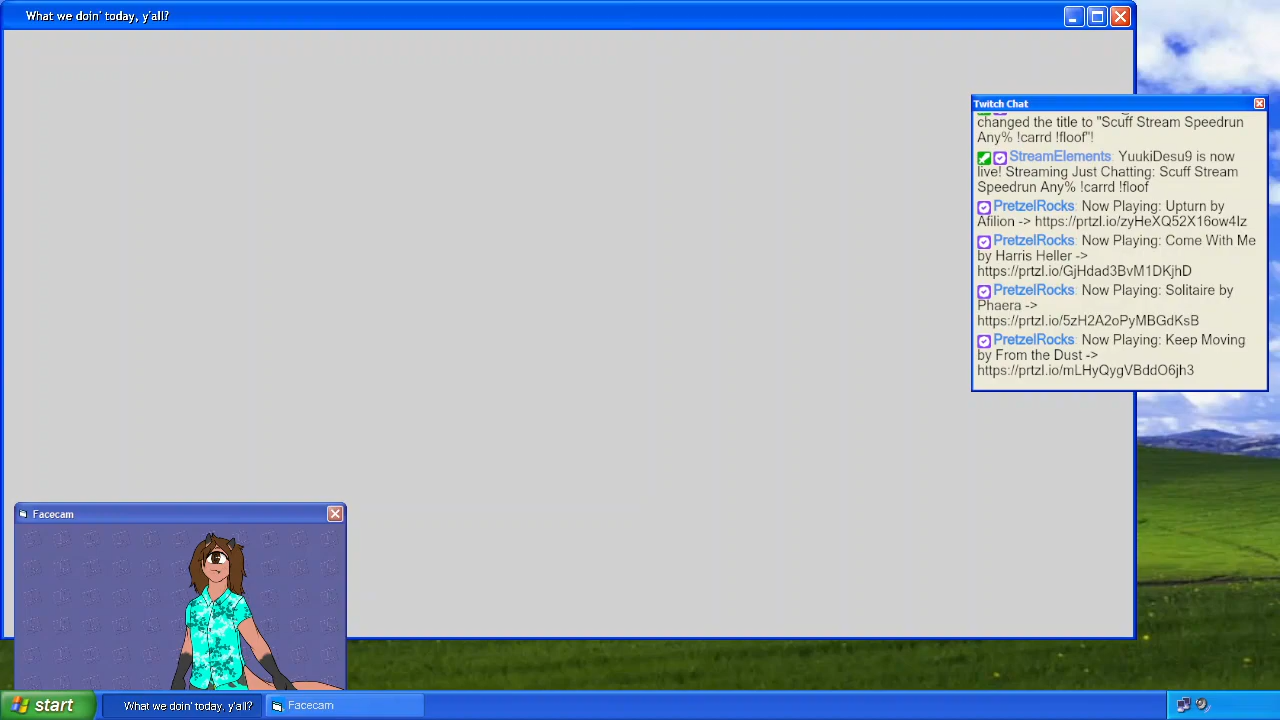 What we doin' today, y'all?
Twitch Chat
changed the title to "Scuff Stream Speedrun
Any% !carrd !floof"!
StreamElements: YuukiDesu9 is now
live! Streaming Just Chatting: Scuff Stream
Speedrun Any% !carrd !floof
PretzelRocks: Now Playing: Upturn by
Afilion -> https://prtzl.io/zyHeXQ52X16ow4Iz
PretzelRocks: Now Playing: Come With Me
by Harris Heller ->
https://prtzl.io/GjHdad3BvM1DKjhD
PretzelRocks: Now Playing: Solitaire by
Phaera ->
https://prtzl.io/5zH2A2oPyMBGdKsB
PretzelRocks: Now Playing: Keep Moving
by From the Dust ->
https://prtzl.io/mLHyQygVBddO6jh3
Facecam
start
What we doin' today, y'all?
Facecam